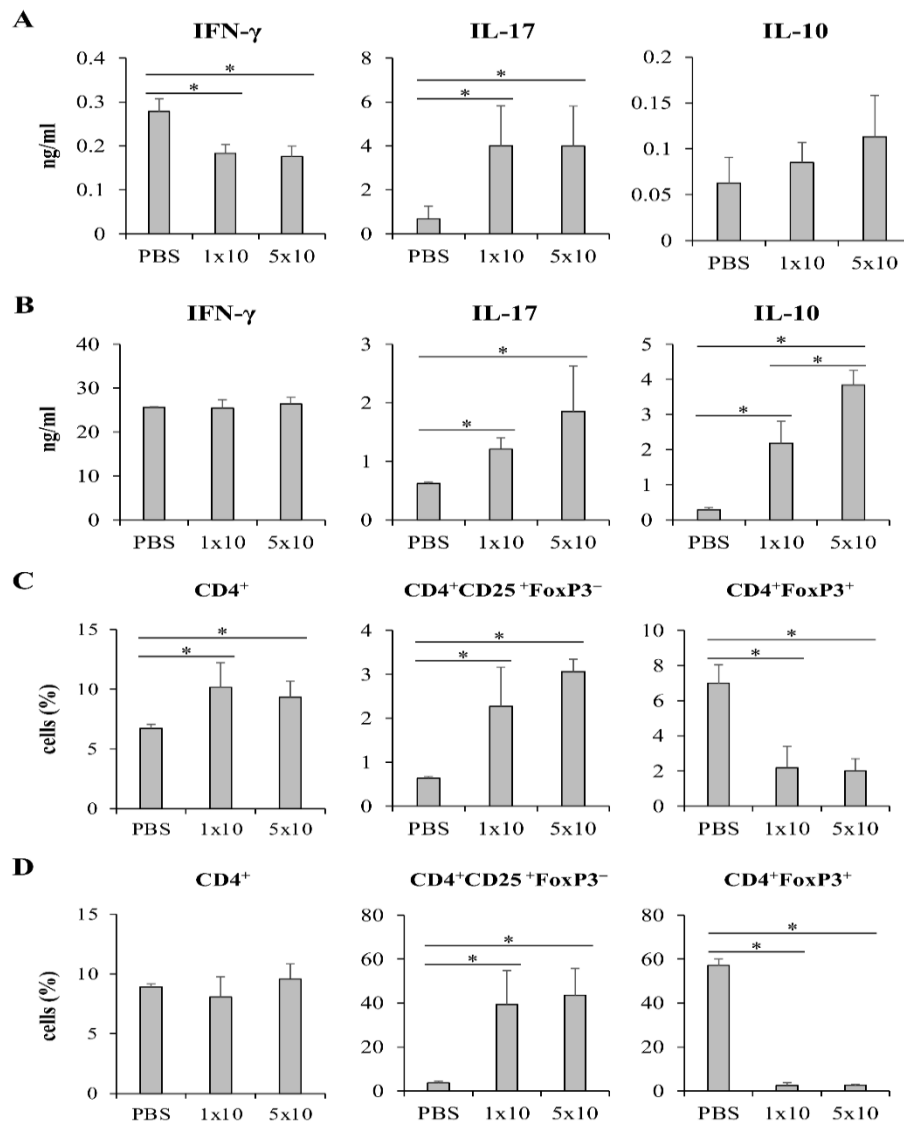 A
IFN-γ IL-17 IL-10
ng/ml
0.4
0.3
0.2
0.1
0
* *
PBS 1x10 5x10
8
6
4
2
0
* *
PBS 1x10 5x10
0.2
0.15
0.1
0.05
0
PBS 1x10 5x10
B
IFN-γ IL-17 IL-10
ng/ml
40
30
20
10
0
PBS 1x10 5x10
3
2
1
0
* *
PBS 1x10 5x10
5
4
3
2
1
0
* * *
PBS 1x10 5x10
C
CD4⁺ CD4⁺CD25⁺FoxP3⁻ CD4⁺FoxP3⁺
cells (%)
15
10
5
0
* *
PBS 1x10 5x10
4
3
2
1
0
* *
PBS 1x10 5x10
10
8
6
4
2
0
* *
PBS 1x10 5x10
D
CD4⁺ CD4⁺CD25⁺FoxP3⁻ CD4⁺FoxP3⁺
cells (%)
15
10
5
0
PBS 1x10 5x10
80
60
40
20
0
* *
PBS 1x10 5x10
80
60
40
20
0
* *
PBS 1x10 5x10